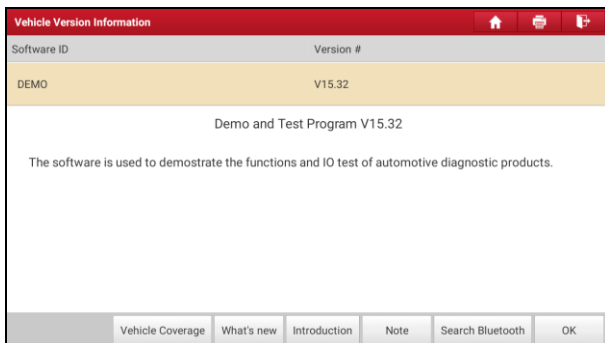 Vehicle Version Information
Software ID Version #
DEMO V15.32
Demo and Test Program V15.32
The software is used to demostrate the functions and IO test of automotive diagnostic products.
Vehicle Coverage What's new Introduction Note Search Bluetooth OK